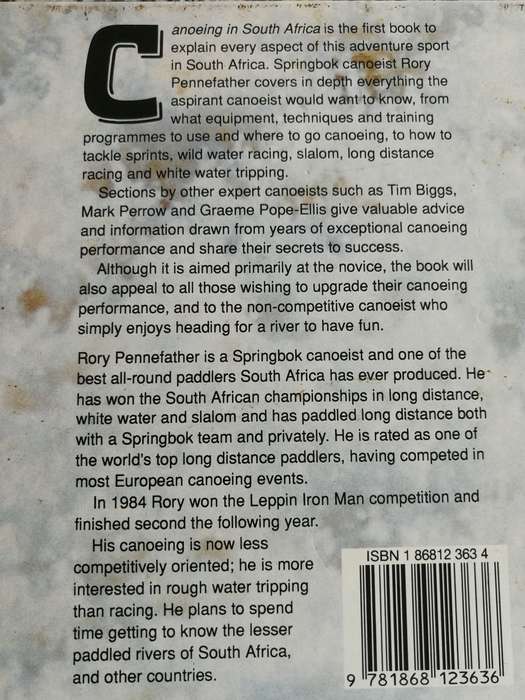 Canoeing in South Africa is the first book to
explain every aspect of this adventure sport
in South Africa. Springbok canoeist Rory
Pennefather covers in depth everything the
aspirant canoeist would want to know, from
what equipment, techniques and training
programmes to use and where to go canoeing, to how to
tackle sprints, wild water racing, slalom, long distance
racing and white water tripping.
Sections by other expert canoeists such as Tim Biggs,
Mark Perrow and Graeme Pope-Ellis give valuable advice
and information drawn from years of exceptional canoeing
performance and share their secrets to success.
Although it is aimed primarily at the novice, the book will
also appeal to all those wishing to upgrade their canoeing
performance, and to the non-competitive canoeist who
simply enjoys heading for a river to have fun.
Rory Pennefather is a Springbok canoeist and one of the
best all-round paddlers South Africa has ever produced. He
has won the South African championships in long distance,
white water and slalom and has paddled long distance both
with a Springbok team and privately. He is rated as one of
the world's top long distance paddlers, having competed in
most European canoeing events.
In 1984 Rory won the Leppin Iron Man competition and
finished second the following year.
His canoeing is now less
competitively oriented; he is more
interested in rough water tripping
than racing. He plans to spend
time getting to know the lesser
paddled rivers of South Africa,
and other countries.
ISBN 1 86812 363 4
9 781868 123636